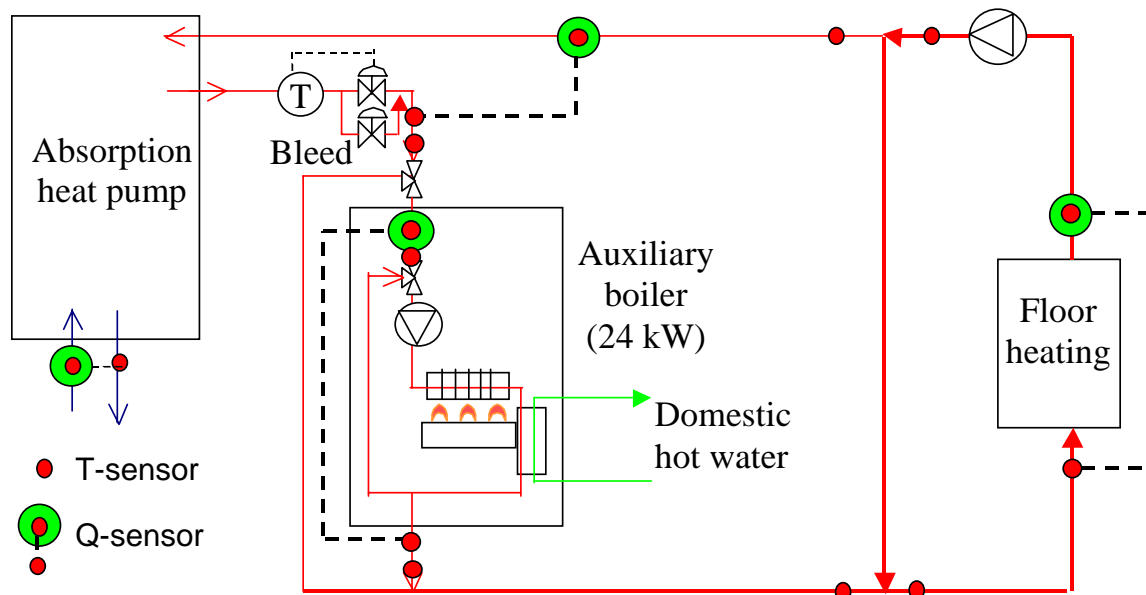 T
Absorption
heat pump
Bleed
Auxiliary
boiler
(24 kW)
Floor
heating
Domestic
hot water
T-sensor
Q-sensor